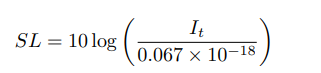 SL = 10 log ( I_t / 0.067 × 10^−18 )